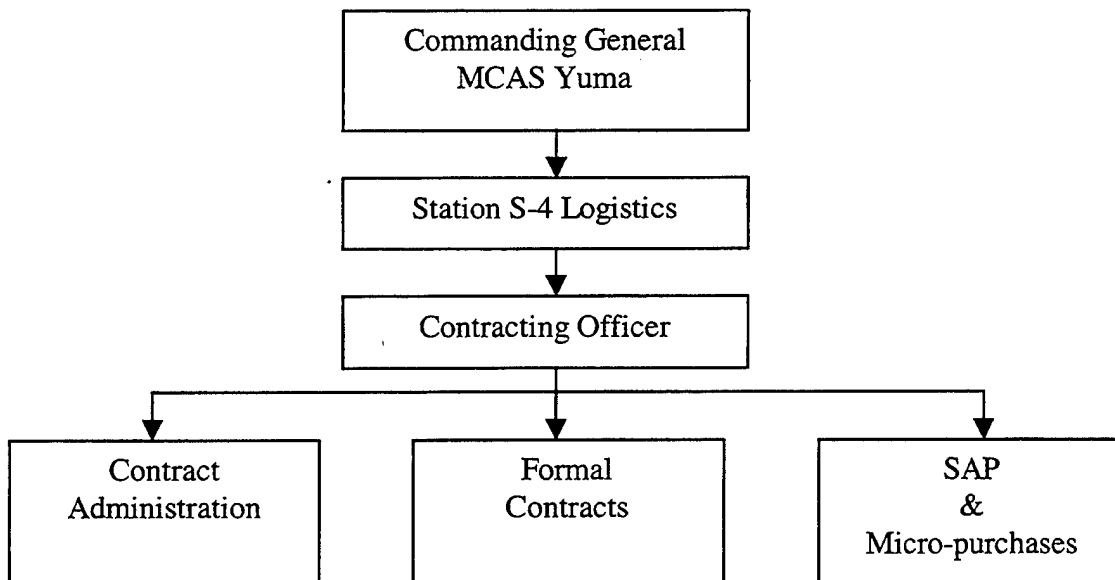 Commanding General
MCAS Yuma
Station S-4 Logistics
Contracting Officer
Contract
Administration
Formal
Contracts
SAP
&
Micro-purchases